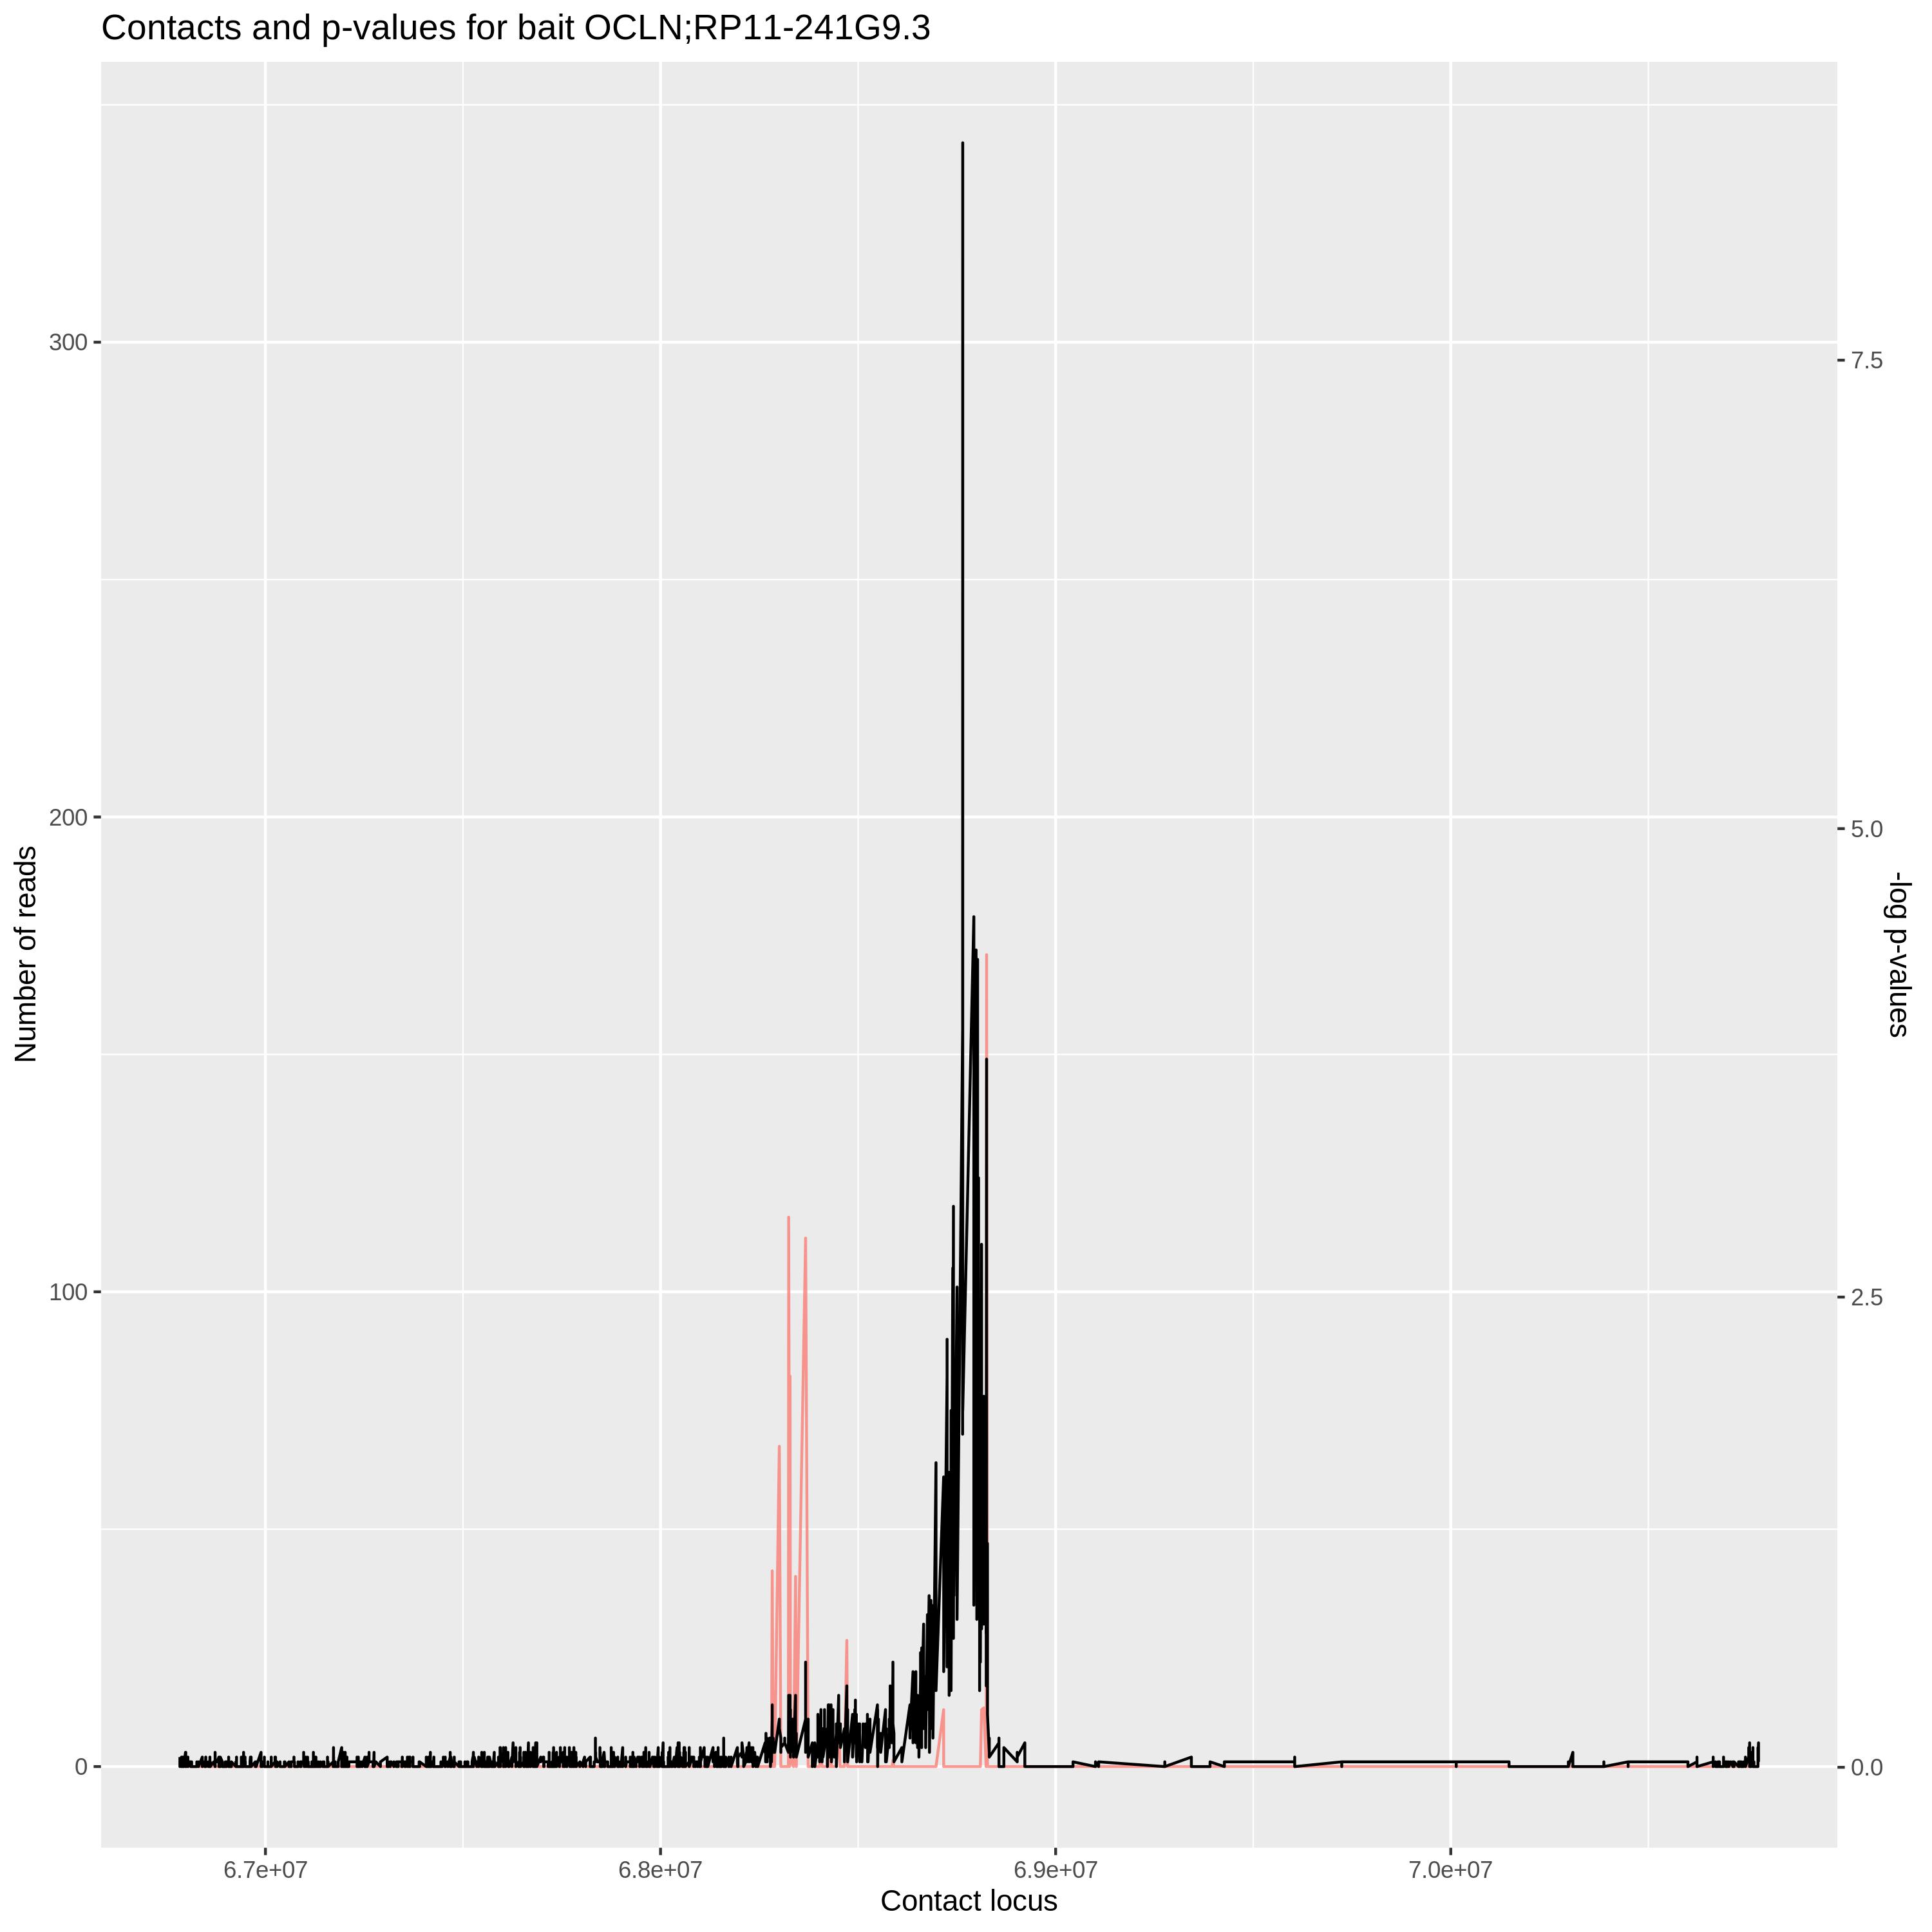 Contacts and p-values for bait OCLN;RP11-241G9.3
Number of reads
300
200
100
0
7.5
5.0
2.5
0.0
-log p-values
6.7e+07
6.8e+07
6.9e+07
7.0e+07
Contact locus